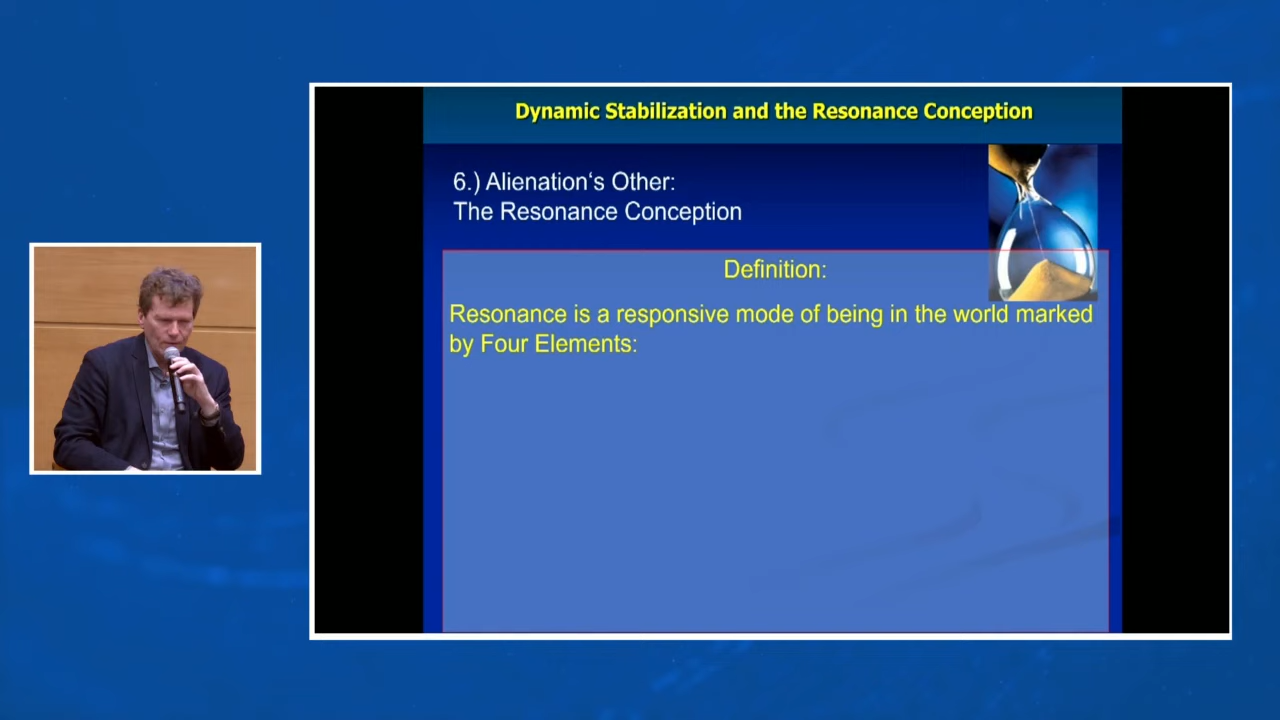 Dynamic Stabilization and the Resonance Conception
6.) Alienation‘s Other:
The Resonance Conception
Definition:
Resonance is a responsive mode of being in the world marked
by Four Elements: